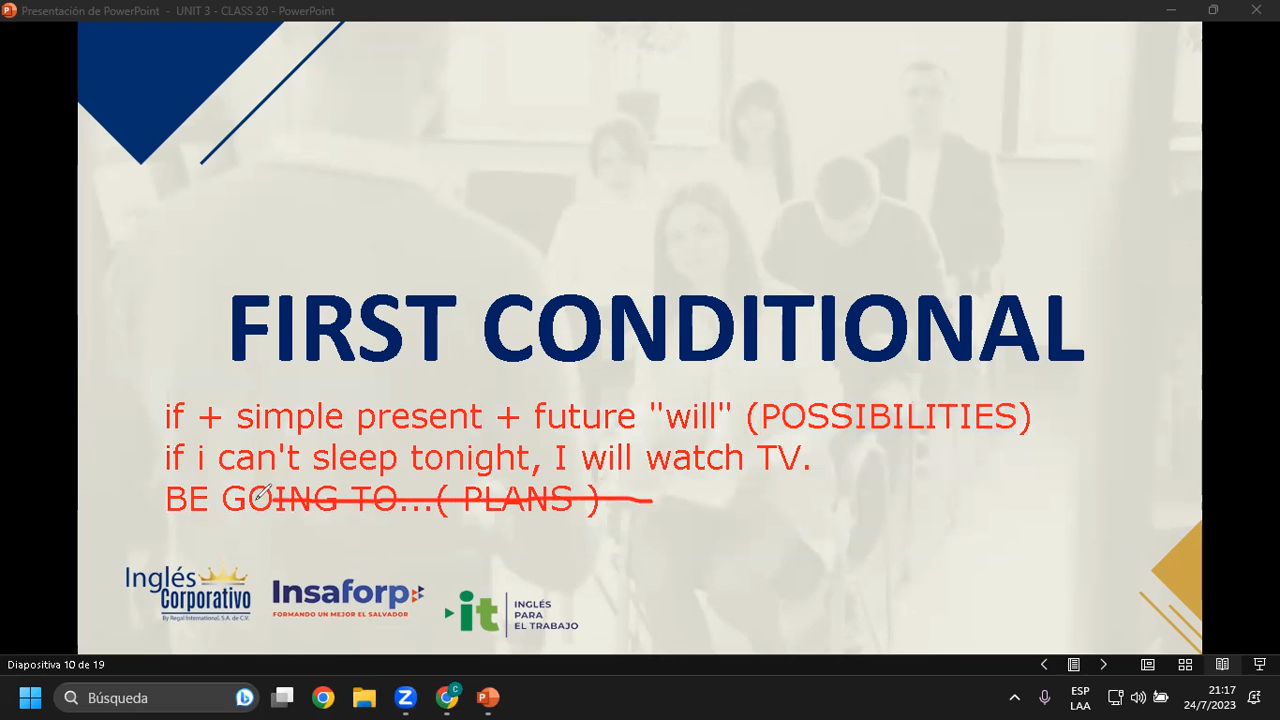 Presentación de PowerPoint - UNIT 3 - CLASS 20 - PowerPoint
FIRST CONDITIONAL
if + simple present + future "will" (POSSIBILITIES)
if i can't sleep tonight, I will watch TV.
BE GOING TO...( PLANS )
Inglés
Corporativo
By Regal International, S.A. de C.V.
Insaforp
FORMANDO UN MEJOR EL SALVADOR
it
INGLÉS
PARA
EL TRABAJO
Diapositiva 10 de 19
Búsqueda
ESP
LAA
21:17
24/7/2023